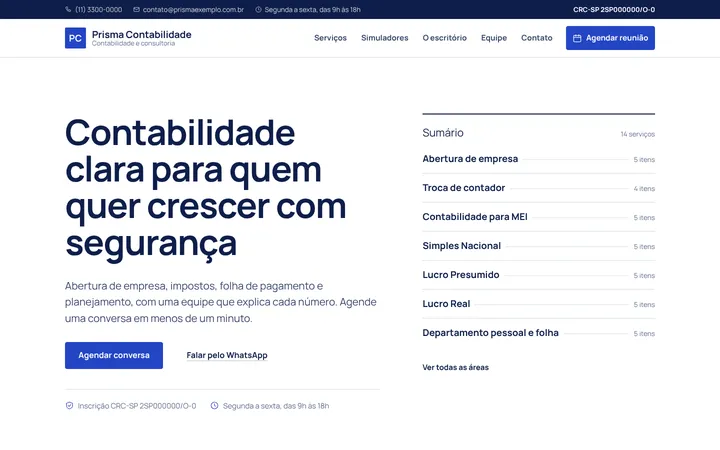 (11) 3300-0000
contato@prismaexemplo.com.br
Segunda a sexta, das 9h às 18h
CRC-SP 2SP000000/O-0
PC
Prisma Contabilidade
Contabilidade e consultoria
Serviços
Simuladores
O escritório
Equipe
Contato
Agendar reunião
Contabilidade
clara para quem
quer crescer com
segurança
Abertura de empresa, impostos, folha de pagamento e
planejamento, com uma equipe que explica cada número. Agende
uma conversa em menos de um minuto.
Agendar conversa
Falar pelo WhatsApp
Inscrição CRC-SP 2SP000000/O-0
Segunda a sexta, das 9h às 18h
Sumário
14 serviços
Abertura de empresa 5 itens
Troca de contador 4 itens
Contabilidade para MEI 5 itens
Simples Nacional 5 itens
Lucro Presumido 5 itens
Lucro Real 5 itens
Departamento pessoal e folha 5 itens
Ver todas as áreas